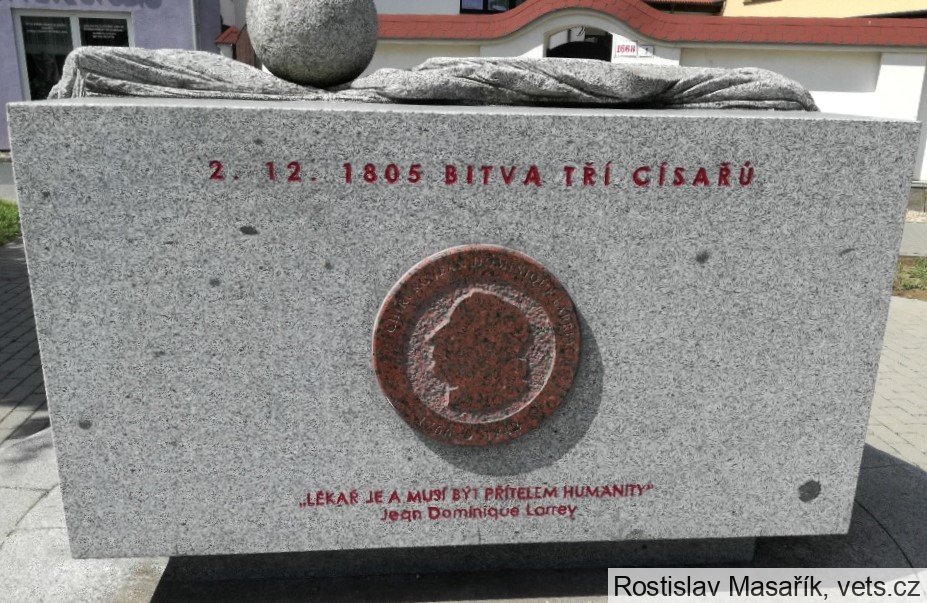 1668
2. 12. 1805 BITVA TŘÍ CÍSAŘŮ
„LÉKAŘ JE A MUSÍ BÝT PŘÍTELEM HUMANITY“
Jean Dominique Larrey
Rostislav Masařík, vets.cz